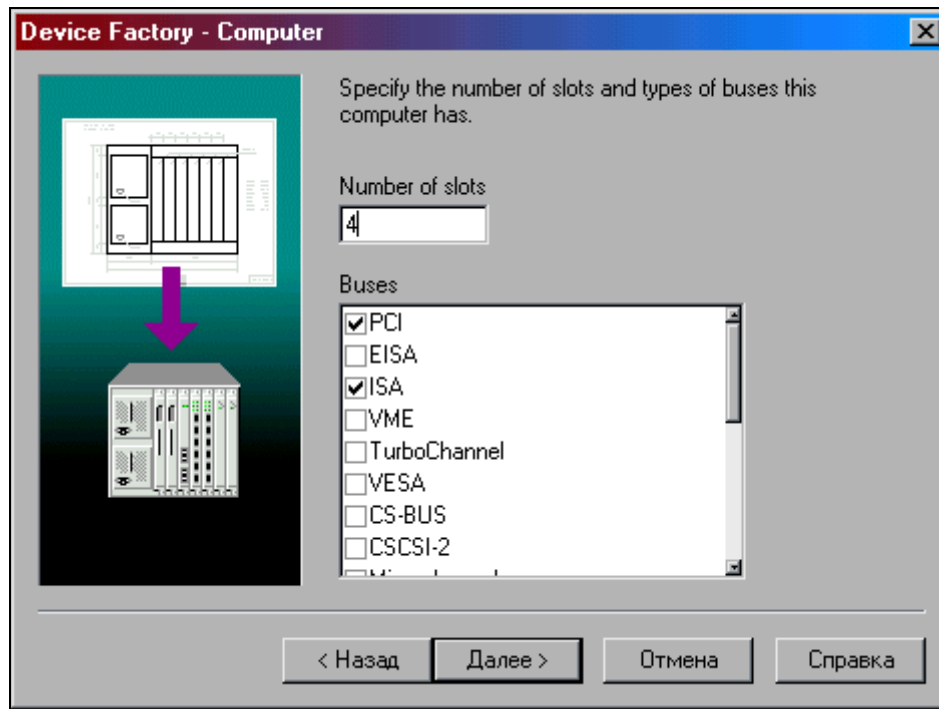 Device Factory - Computer
Specify the number of slots and types of buses this
computer has.
Number of slots
4
Buses
PCI
EISA
ISA
VME
TurboChannel
VESA
CS-BUS
CSCSI-2
< Назад
Далее >
Отмена
Справка